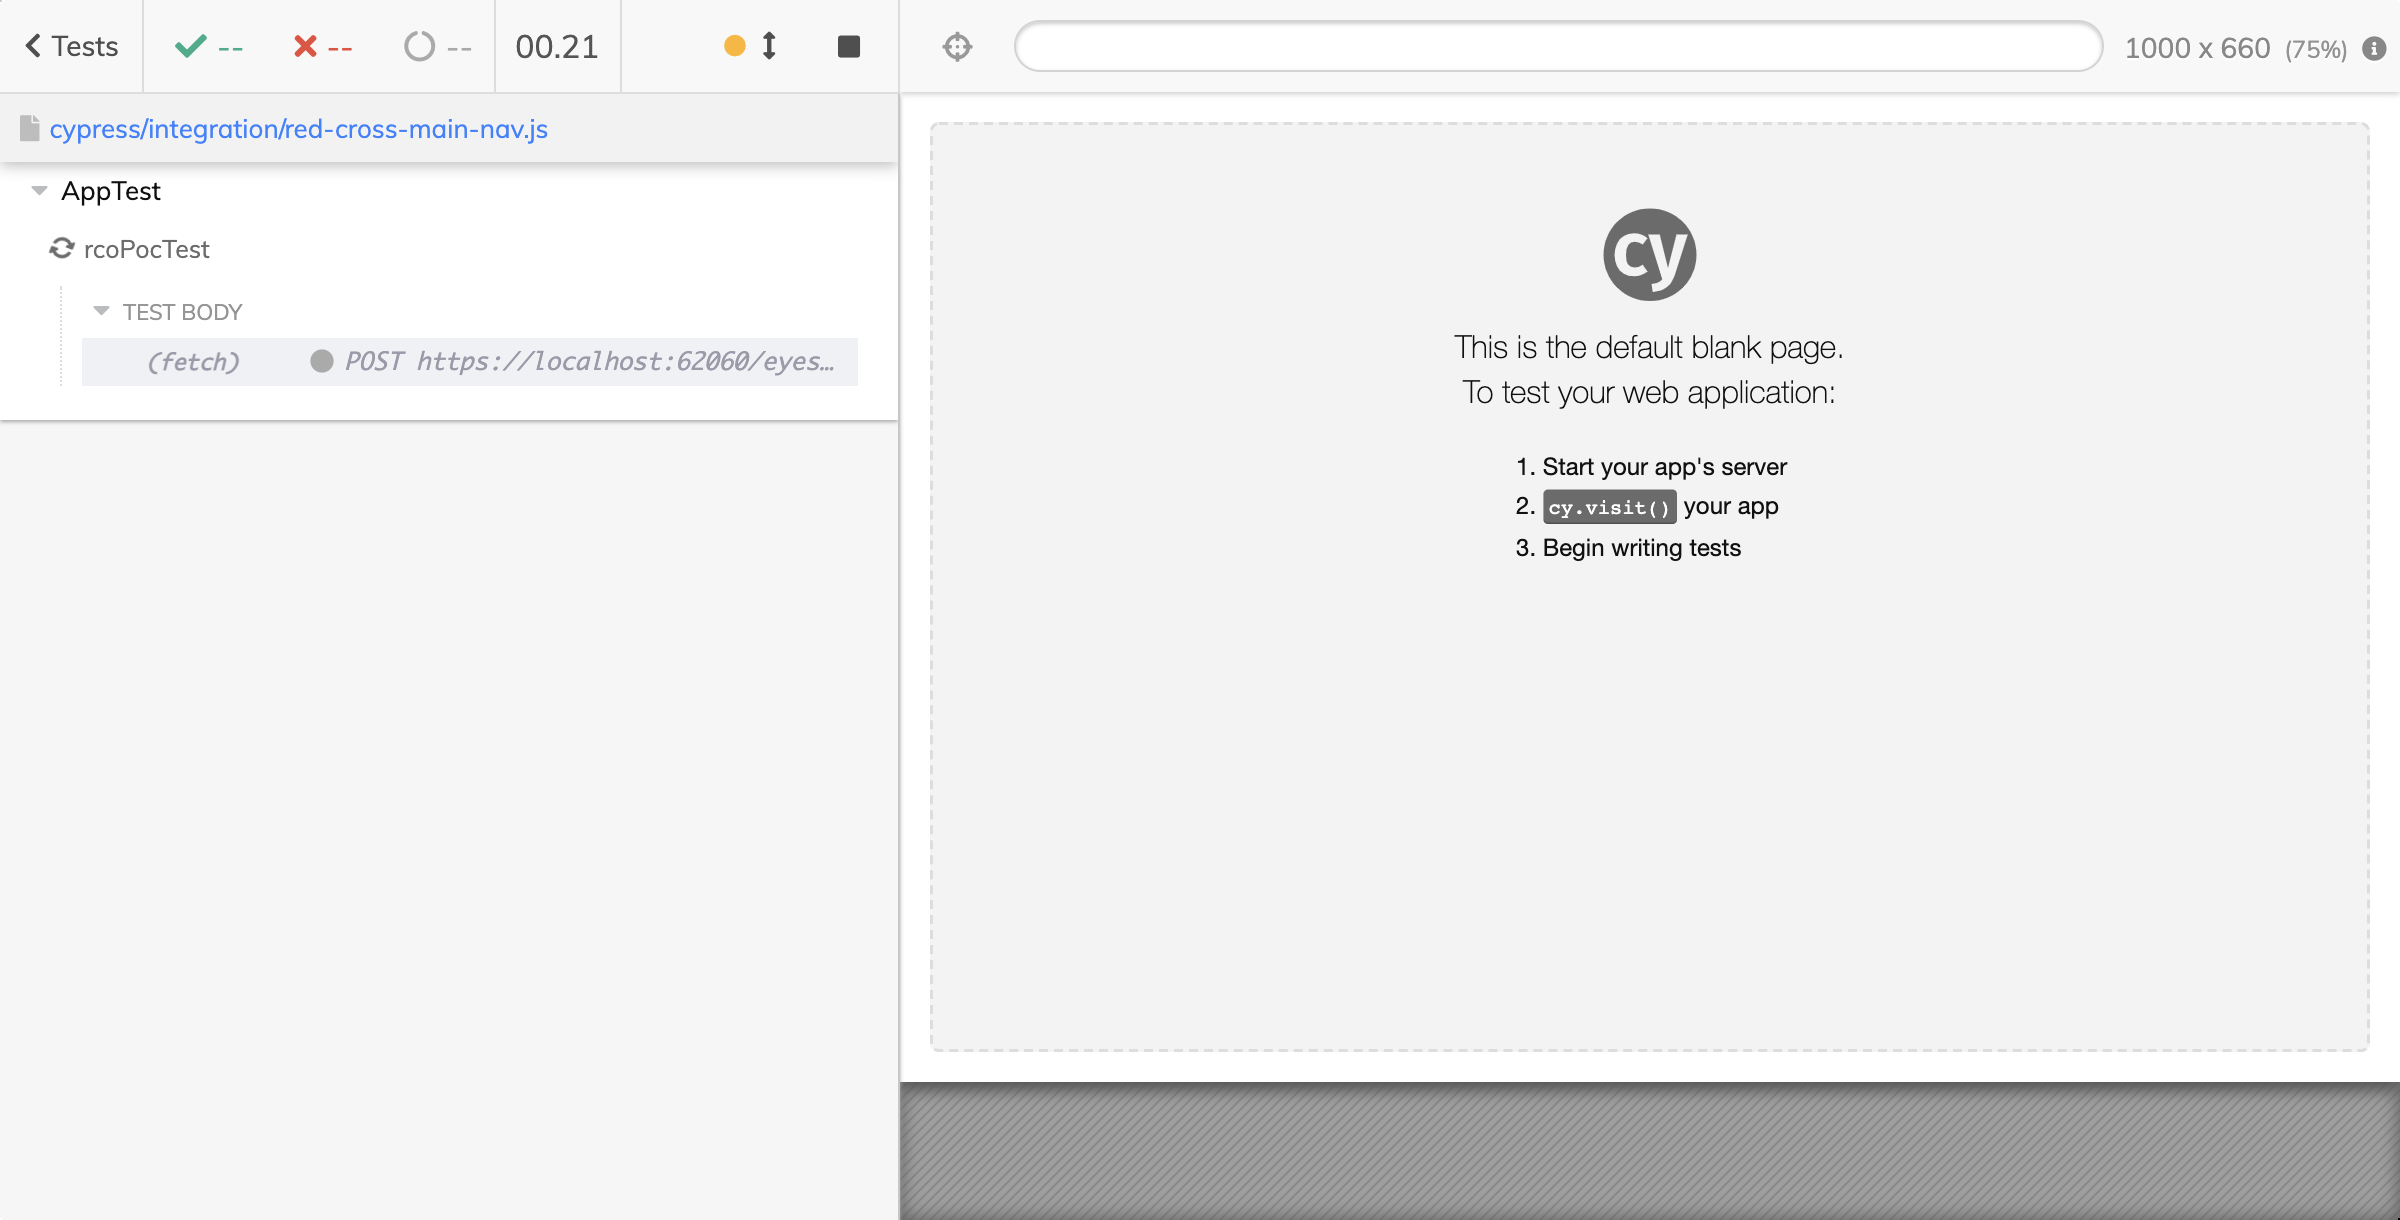 Tests
--
--
--
00.21
1000 x 660 (75%)
cypress/integration/red-cross-main-nav.js
AppTest
rcoPocTest
TEST BODY
(fetch) POST https://localhost:62060/eyes…
cy
This is the default blank page.
To test your web application:
1. Start your app's server
2. cy.visit() your app
3. Begin writing tests